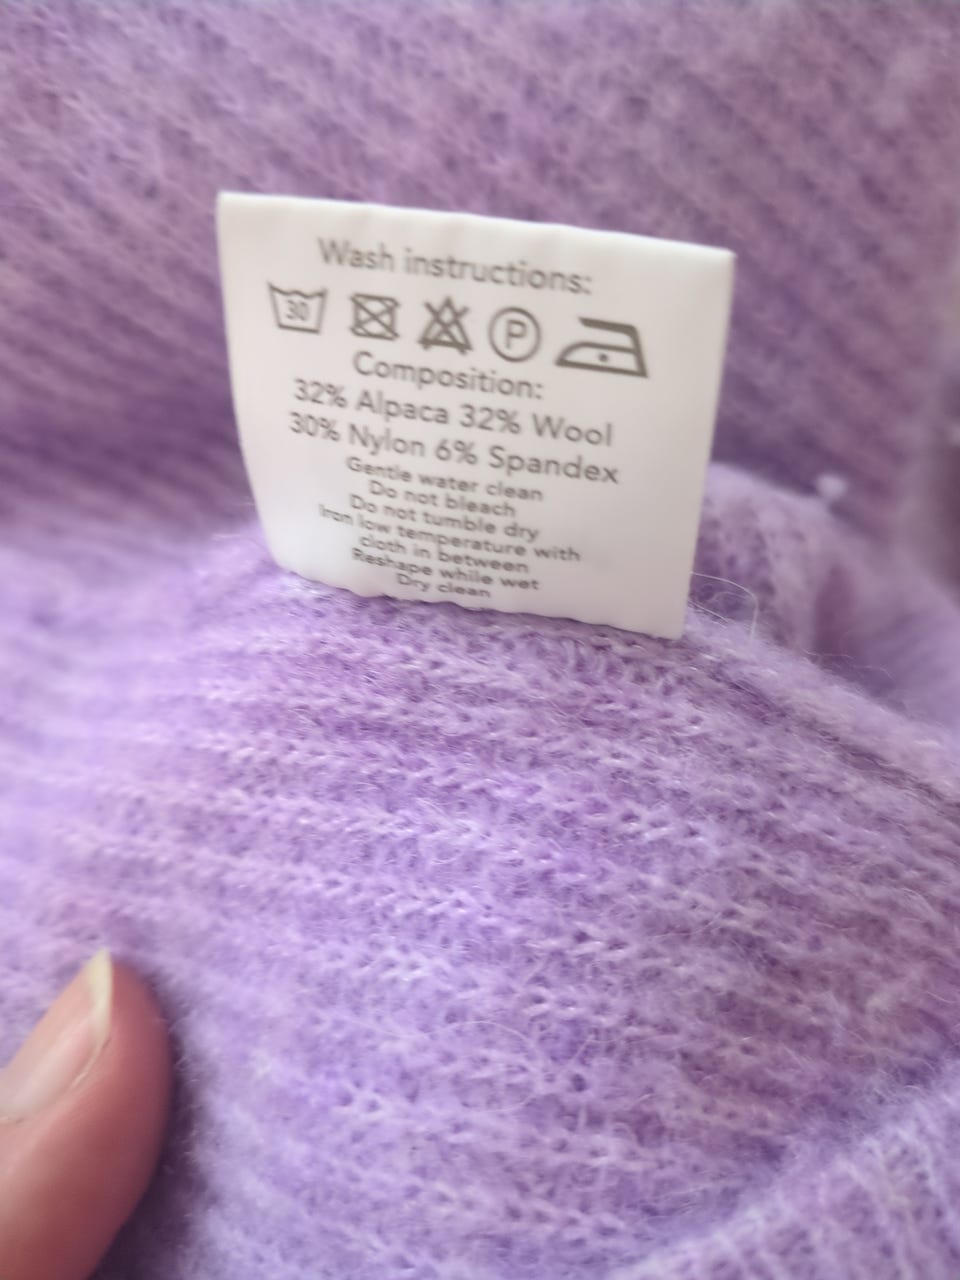 Wash instructions:
30 P
Composition:
32% Alpaca 32% Wool
30% Nylon 6% Spandex
Gentle water clean
Do not bleach
Do not tumble dry
Iron low temperature with
cloth in between
Reshape while wet
Dry clean